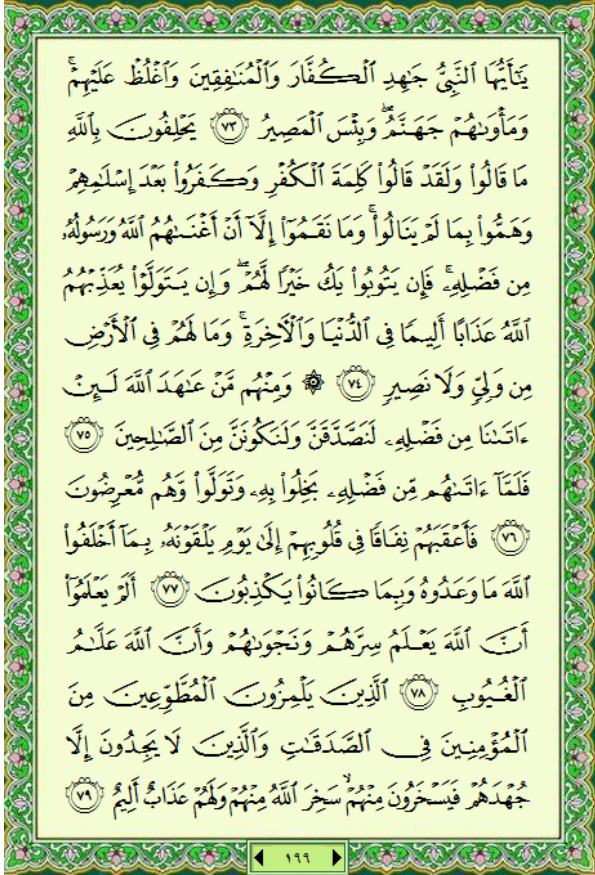 يَـٰٓأَيُّهَا ٱلنَّبِىُّ جَـٰهِدِ ٱلْكُفَّارَ وَٱلْمُنَـٰفِقِينَ وَٱغْلُظْ عَلَيْهِمْ ۚ
وَمَأْوَىٰهُمْ جَهَنَّمُ ۖ وَبِئْسَ ٱلْمَصِيرُ ﴿٧٣﴾ يَحْلِفُونَ بِٱللَّهِ
مَا قَالُوا۟ وَلَقَدْ قَالُوا۟ كَلِمَةَ ٱلْكُفْرِ وَكَفَرُوا۟ بَعْدَ إِسْلَـٰمِهِمْ
وَهَمُّوا۟ بِمَا لَمْ يَنَالُوا۟ ۚ وَمَا نَقَمُوٓا۟ إِلَّآ أَنْ أَغْنَىٰهُمُ ٱللَّهُ وَرَسُولُهُۥ
مِن فَضْلِهِۦ ۚ فَإِن يَتُوبُوا۟ يَكُ خَيْرًا لَّهُمْ ۖ وَإِن يَتَوَلَّوْا۟ يُعَذِّبْهُمُ
ٱللَّهُ عَذَابًا أَلِيمًا فِى ٱلدُّنْيَا وَٱلْـَٔاخِرَةِ ۚ وَمَا لَهُمْ فِى ٱلْأَرْضِ
مِن وَلِىٍّ وَلَا نَصِيرٍ ﴿٧٤﴾ ۞ وَمِنْهُم مَّنْ عَـٰهَدَ ٱللَّهَ لَئِنْ
ءَاتَىٰنَا مِن فَضْلِهِۦ لَنَصَّدَّقَنَّ وَلَنَكُونَنَّ مِنَ ٱلصَّـٰلِحِينَ ﴿٧٥﴾
فَلَمَّآ ءَاتَىٰهُم مِّن فَضْلِهِۦ بَخِلُوا۟ بِهِۦ وَتَوَلَّوا۟ وَّهُم مُّعْرِضُونَ
﴿٧٦﴾ فَأَعْقَبَهُمْ نِفَاقًا فِى قُلُوبِهِمْ إِلَىٰ يَوْمِ يَلْقَوْنَهُۥ بِمَآ أَخْلَفُوا۟
ٱللَّهَ مَا وَعَدُوهُ وَبِمَا كَانُوا۟ يَكْذِبُونَ ﴿٧٧﴾ أَلَمْ يَعْلَمُوٓا۟
أَنَّ ٱللَّهَ يَعْلَمُ سِرَّهُمْ وَنَجْوَىٰهُمْ وَأَنَّ ٱللَّهَ عَلَّـٰمُ
ٱلْغُيُوبِ ﴿٧٨﴾ ٱلَّذِينَ يَلْمِزُونَ ٱلْمُطَّوِّعِينَ مِنَ
ٱلْمُؤْمِنِينَ فِى ٱلصَّدَقَـٰتِ وَٱلَّذِينَ لَا يَجِدُونَ إِلَّا
جُهْدَهُمْ فَيَسْخَرُونَ مِنْهُمْ ۙ سَخِرَ ٱللَّهُ مِنْهُمْ وَلَهُمْ عَذَابٌ أَلِيمٌ ﴿٧٩﴾
١٩٩